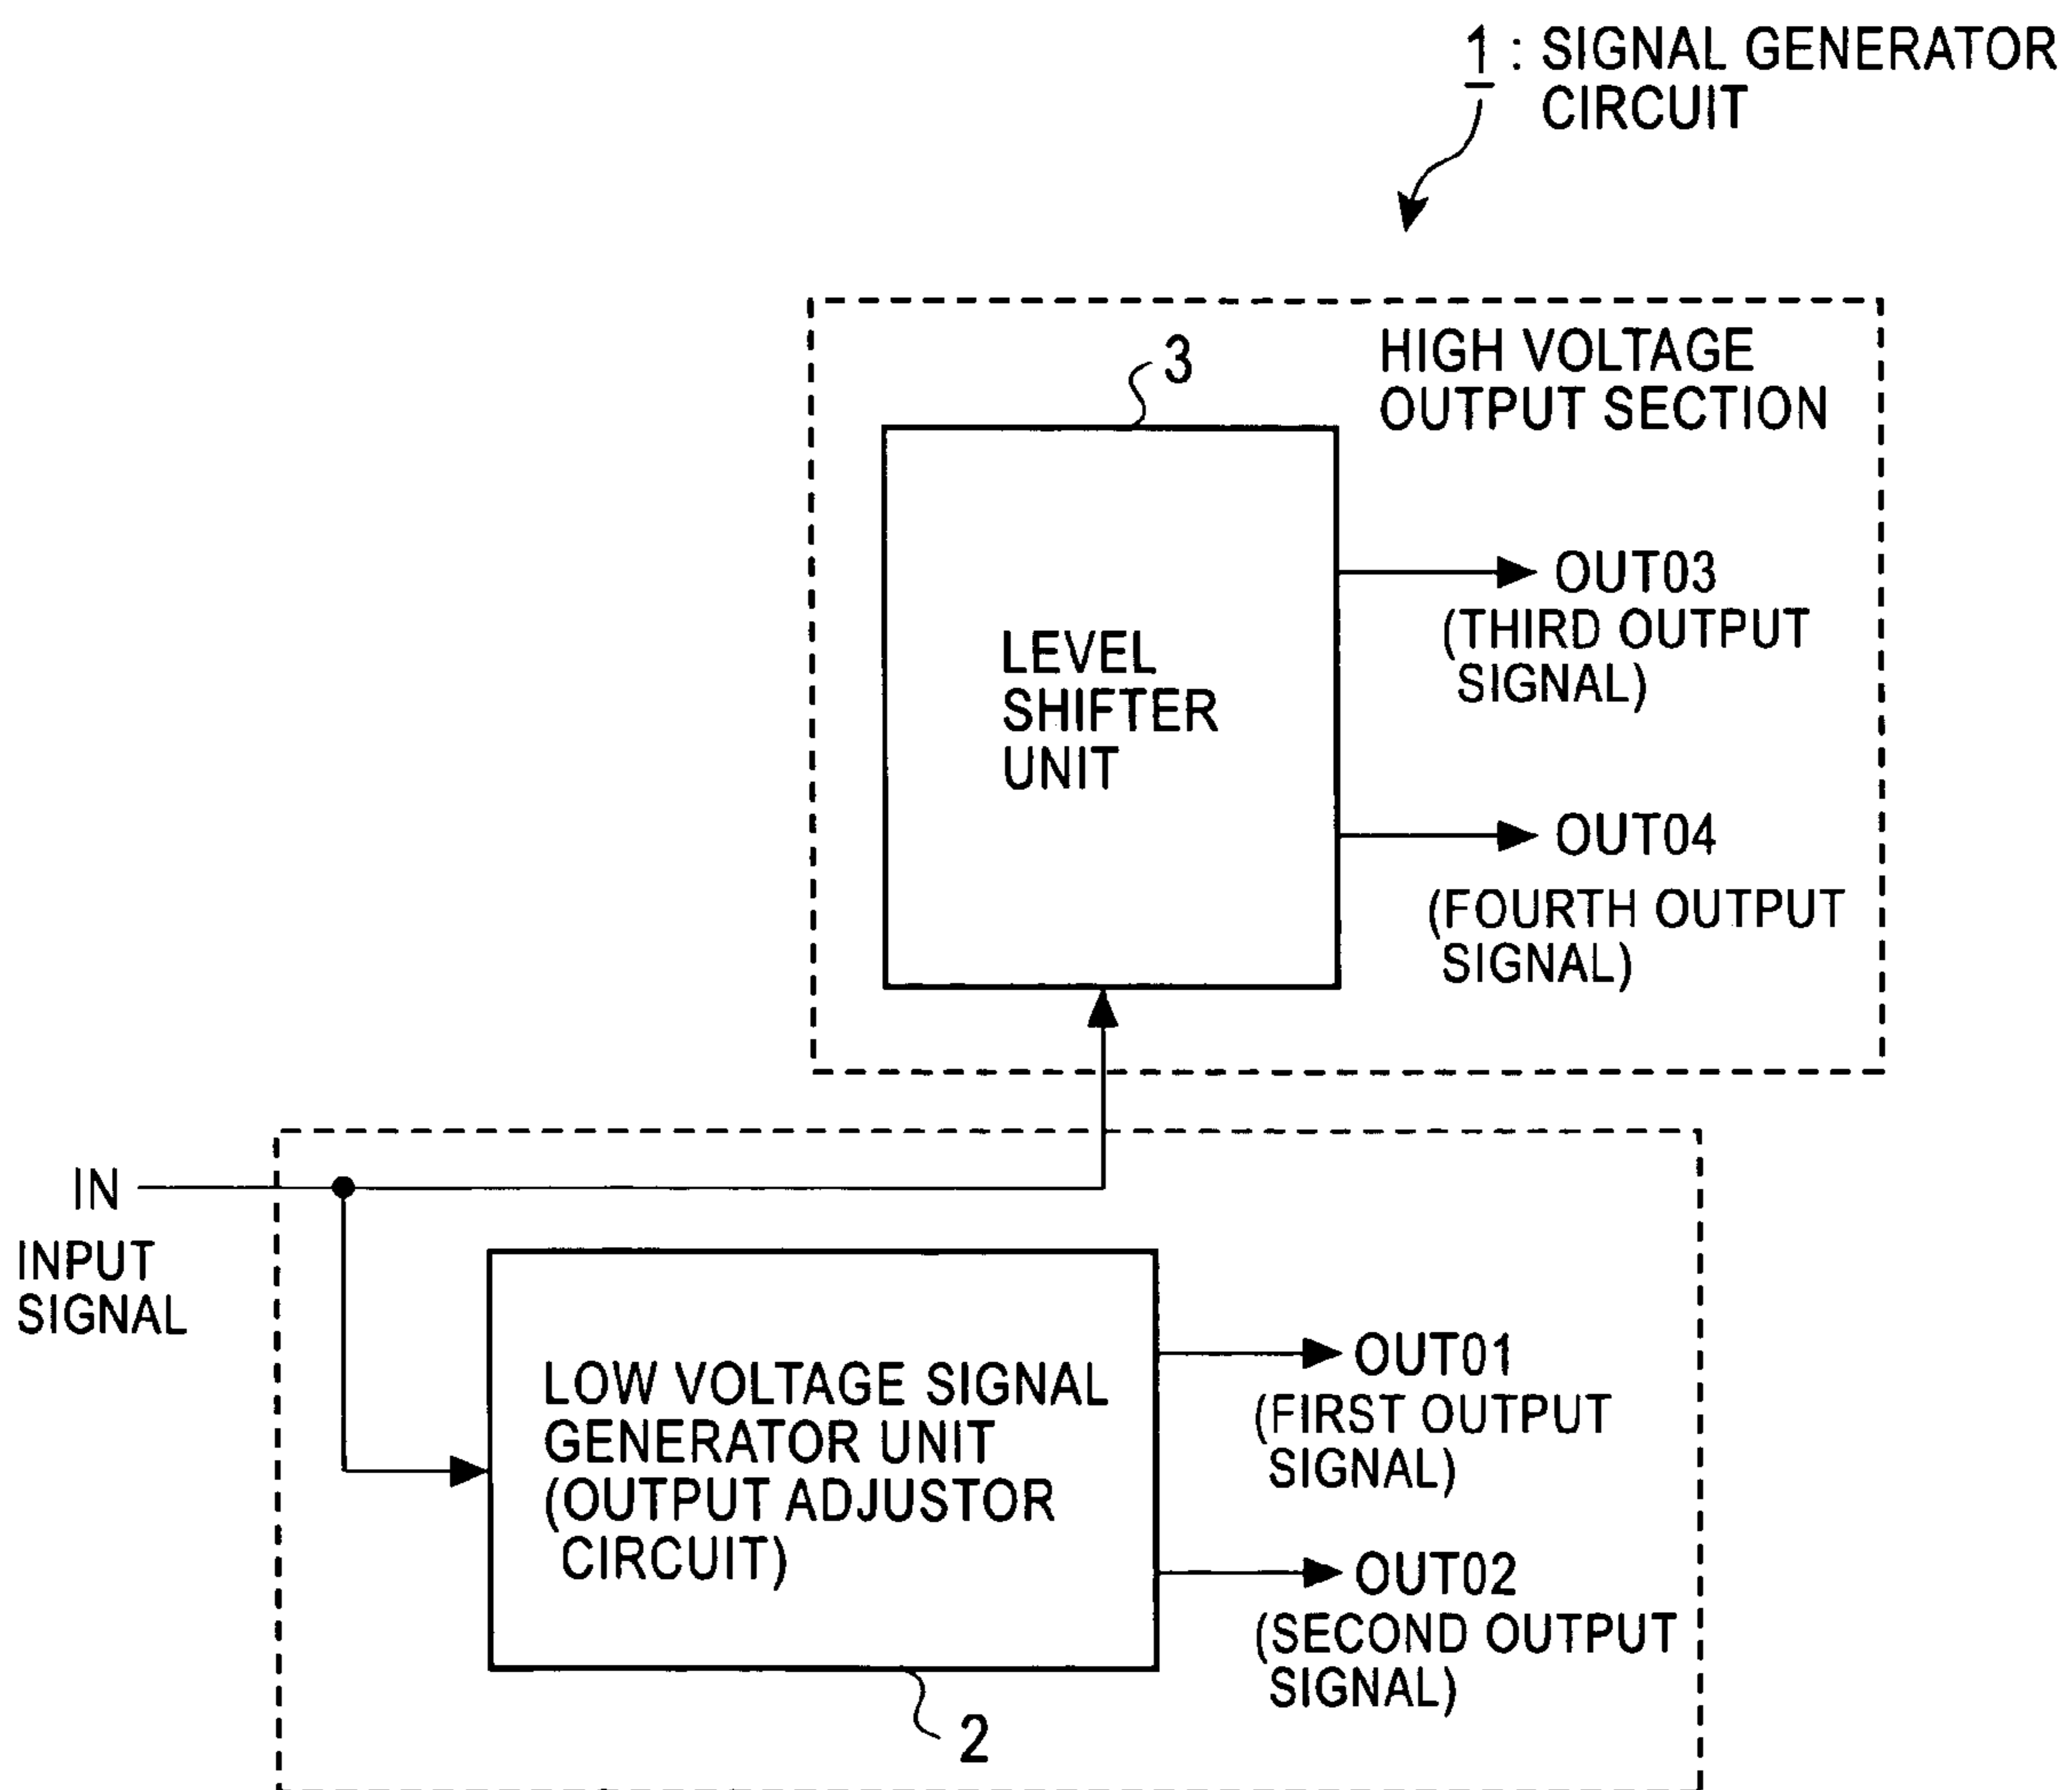 1 : SIGNAL GENERATOR
CIRCUIT
HIGH VOLTAGE
OUTPUT SECTION
3
LEVEL
SHIFTER
UNIT
OUT03
(THIRD OUTPUT
SIGNAL)
OUT04
(FOURTH OUTPUT
SIGNAL)
IN
INPUT
SIGNAL
LOW VOLTAGE SIGNAL
GENERATOR UNIT
(OUTPUT ADJUSTOR
CIRCUIT)
OUT01
(FIRST OUTPUT
SIGNAL)
OUT02
(SECOND OUTPUT
SIGNAL)
2